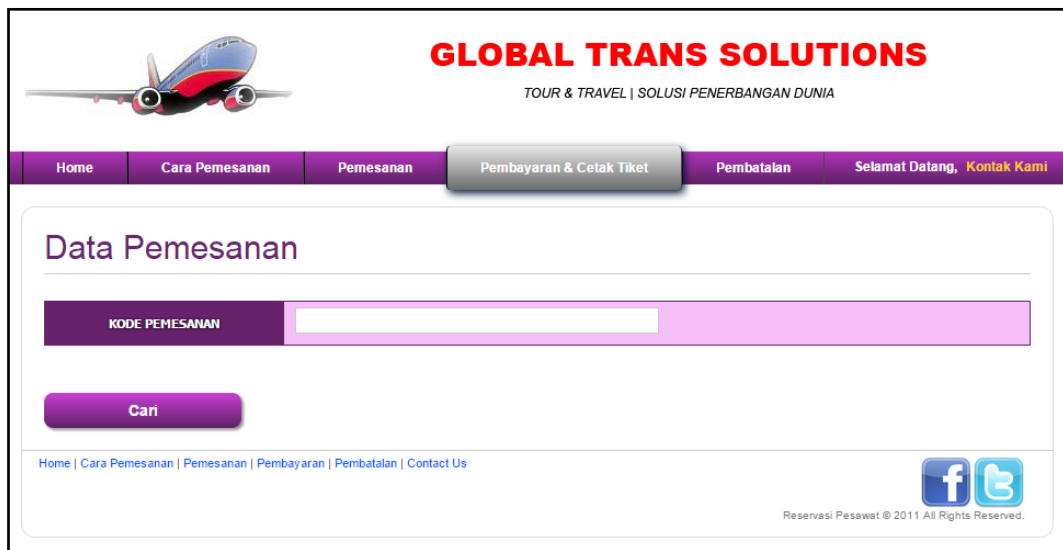 GLOBAL TRANS SOLUTIONS
TOUR & TRAVEL | SOLUSI PENERBANGAN DUNIA
Home Cara Pemesanan Pemesanan Pembayaran & Cetak Tiket Pembatalan Selamat Datang, Kontak Kami
Data Pemesanan
KODE PEMESANAN
Cari
Home | Cara Pemesanan | Pemesanan | Pembayaran | Pembatalan | Contact Us
Reservasi Pesawat © 2011 All Rights Reserved.